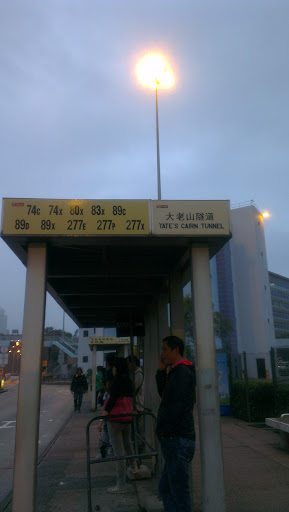 74C 74X 80X 83X 89C
89D 89X 277E 277P 277X
大老山隧道
TATE'S CAIRN TUNNEL